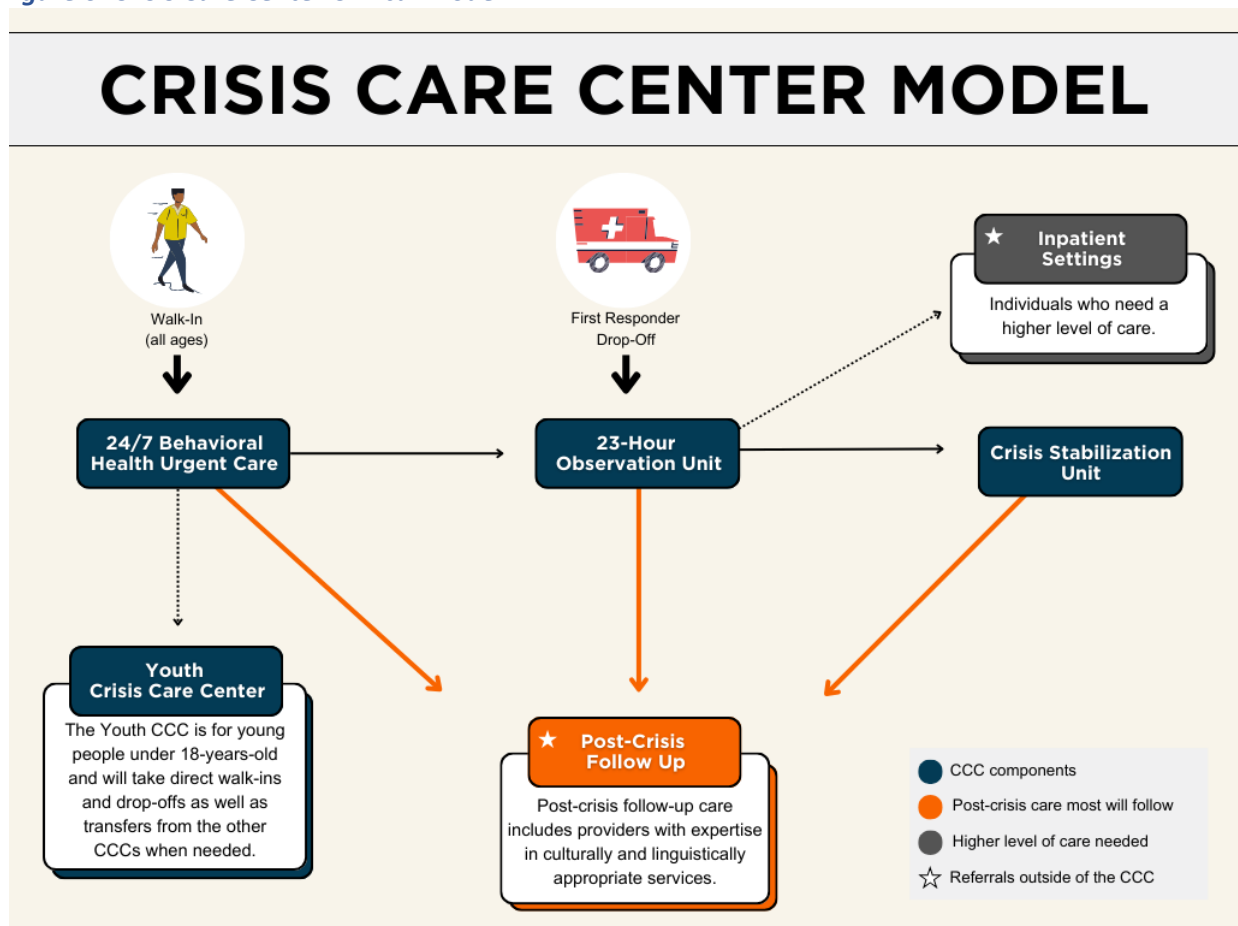 CRISIS CARE CENTER MODEL
Walk-In
(all ages)
First Responder
Drop-Off
Inpatient
Settings
Individuals who need a
higher level of care.
24/7 Behavioral
Health Urgent Care
23-Hour
Observation Unit
Crisis Stabilization
Unit
Youth
Crisis Care Center
The Youth CCC is for young
people under 18-years-old
and will take direct walk-ins
and drop-offs as well as
transfers from the other
CCCs when needed.
Post-Crisis
Follow Up
Post-crisis follow-up care
includes providers with expertise
in culturally and linguistically
appropriate services.
CCC components
Post-crisis care most will follow
Higher level of care needed
Referrals outside of the CCC